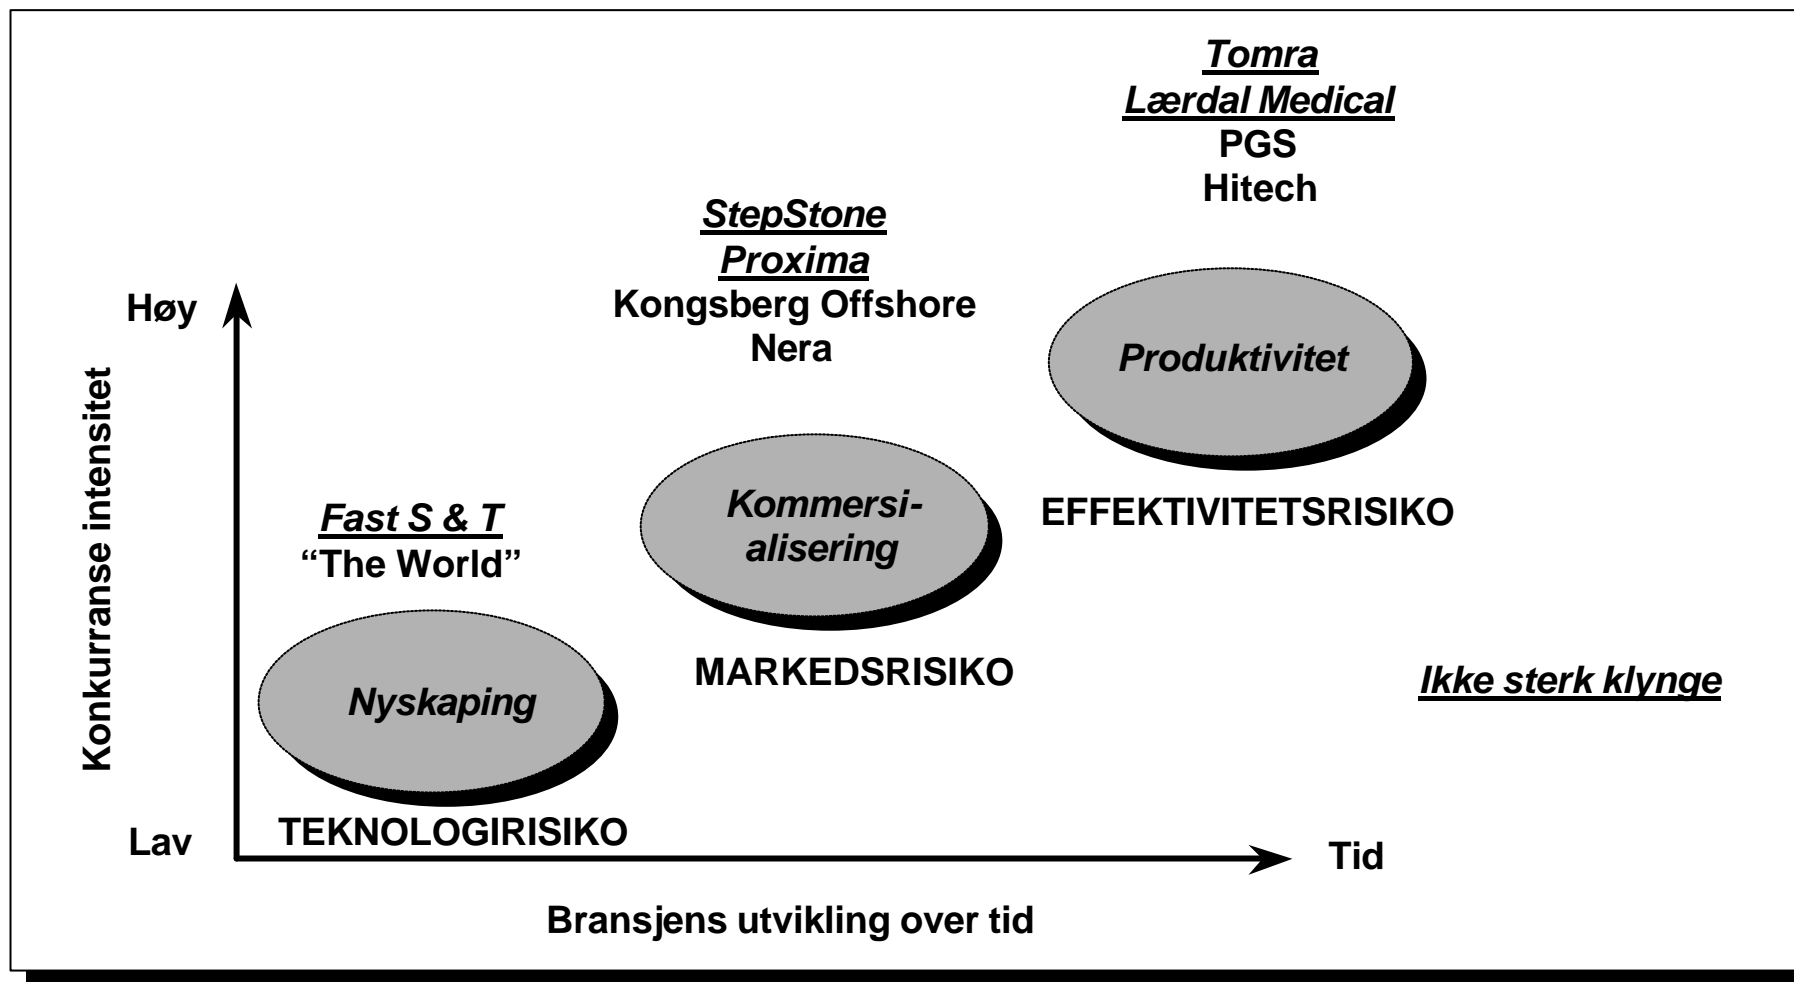 Tomra
Lærdal Medical
PGS
Hitech
StepStone
Proxima
Kongsberg Offshore
Nera
Høy
Produktivitet
Konkurranse intensitet
EFFEKTIVITETSRISIKO
Kommersi-
alisering
Fast S & T
“The World”
MARKEDSRISIKO
Ikke sterk klynge
Nyskaping
TEKNOLOGIRISIKO
Lav
Tid
Bransjens utvikling over tid